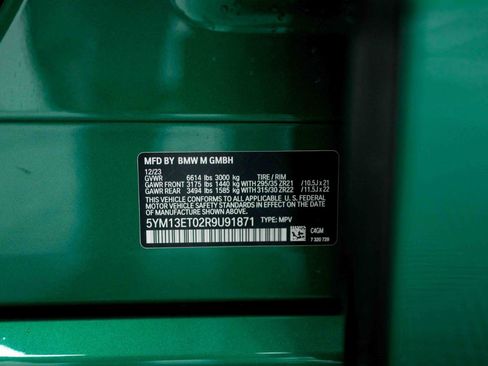 MFD BY BMW M GMBH
12/23
GVWR 6614 lbs 3000 kg TIRE / RIM
GAWR FRONT 3175 lbs 1440 kg WITH 295/35 ZR21 /10.5J x 21
GAWR REAR 3494 lbs 1585 kg WITH 315/30 ZR22 /11.5J x 22
THIS VEHICLE CONFORMS TO ALL APPLICABLE U.S. FEDERAL
MOTOR VEHICLE SAFETY STANDARDS IN EFFECT ON THE DATE
OF MANUFACTURE SHOWN ABOVE.
5YM13ET02R9U91871 TYPE: MPV
C4GM
7 320 739